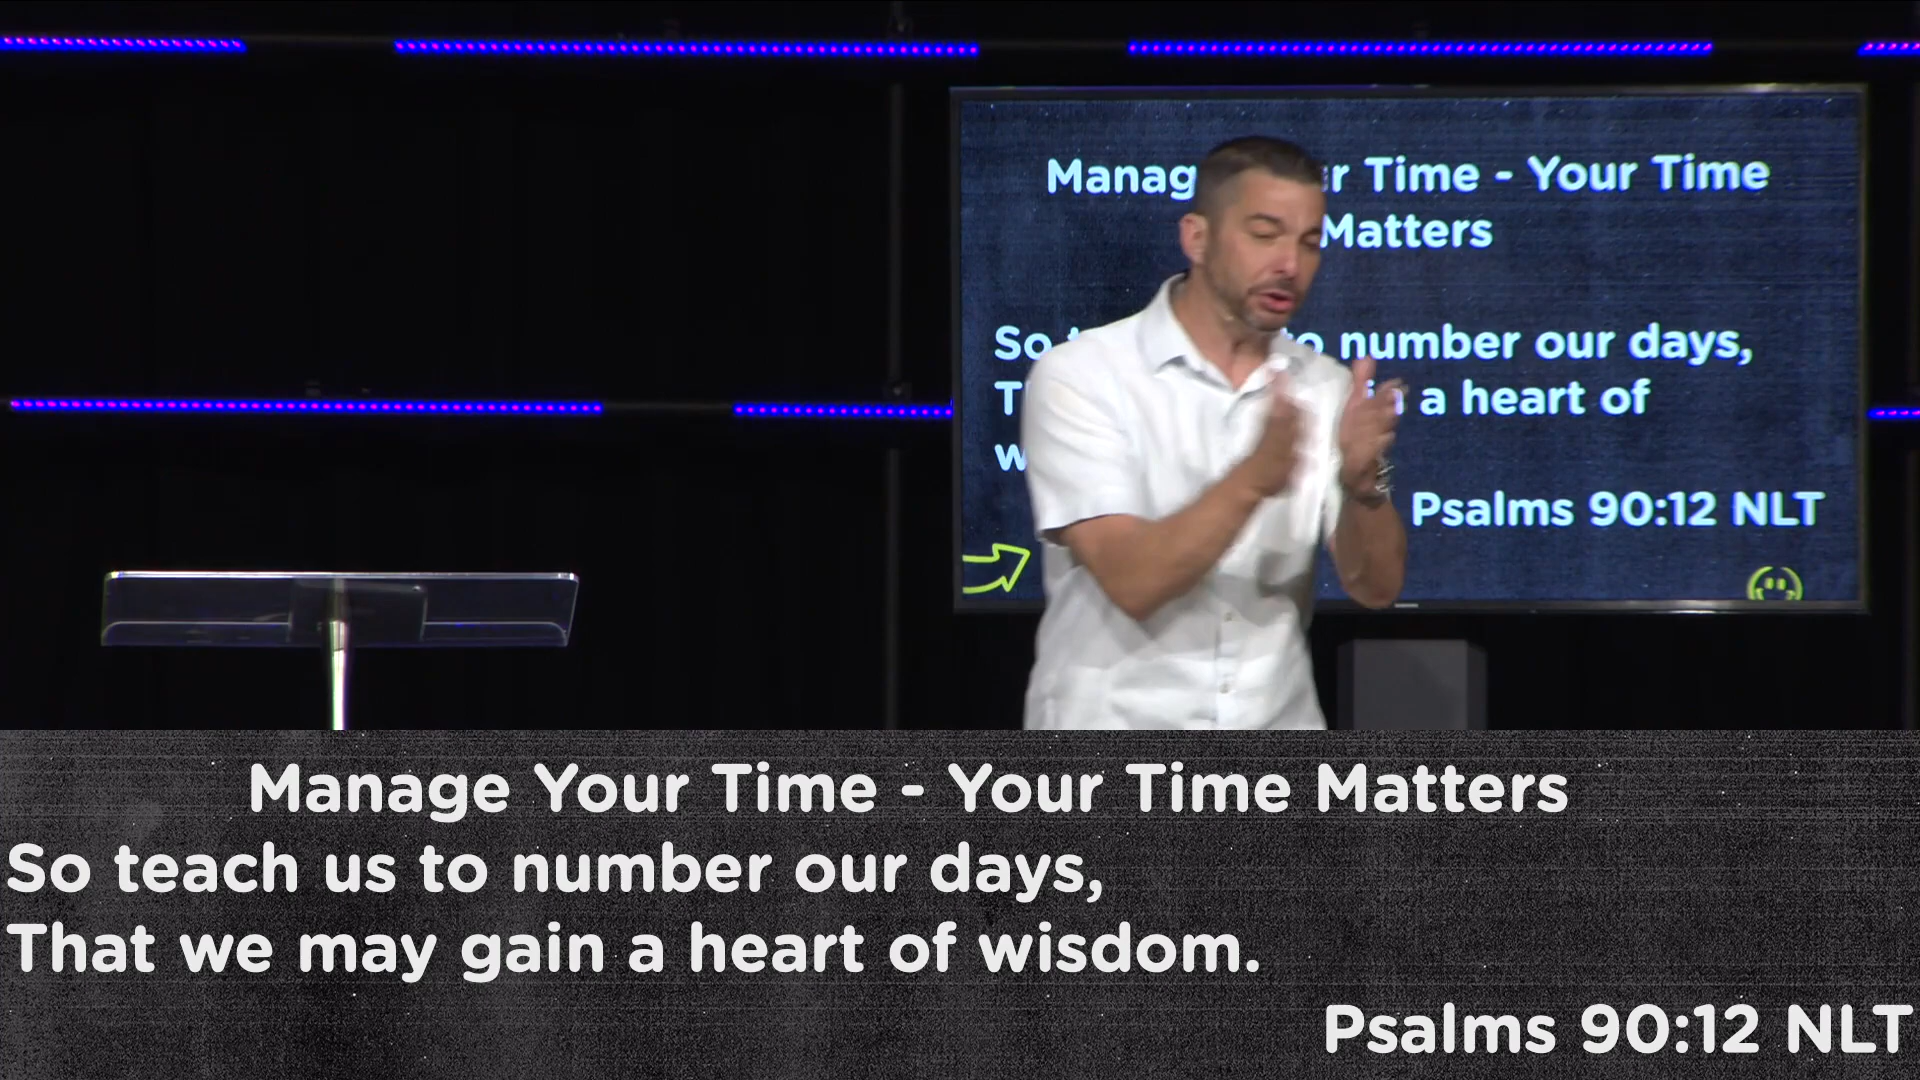 Manag r Time - Your Time
Matters
So to number our days,
in a heart of
w
Psalms 90:12 NLT
Manage Your Time - Your Time Matters
So teach us to number our days,
That we may gain a heart of wisdom.
Psalms 90:12 NLT